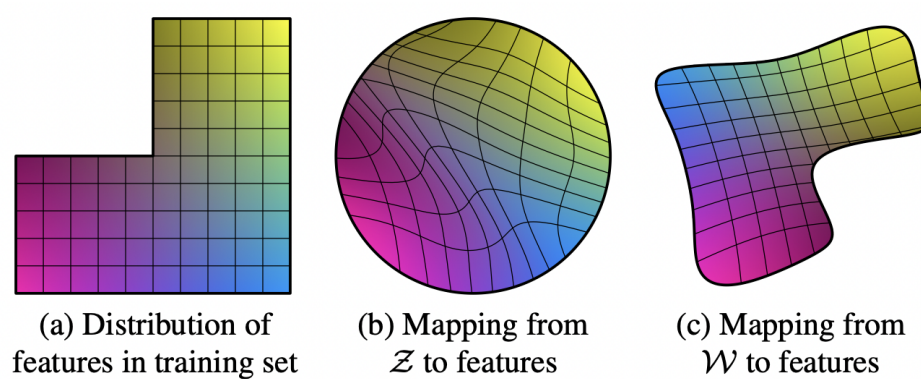 (a) Distribution of
features in training set
(b) Mapping from
𝒵 to features
(c) Mapping from
𝒲 to features